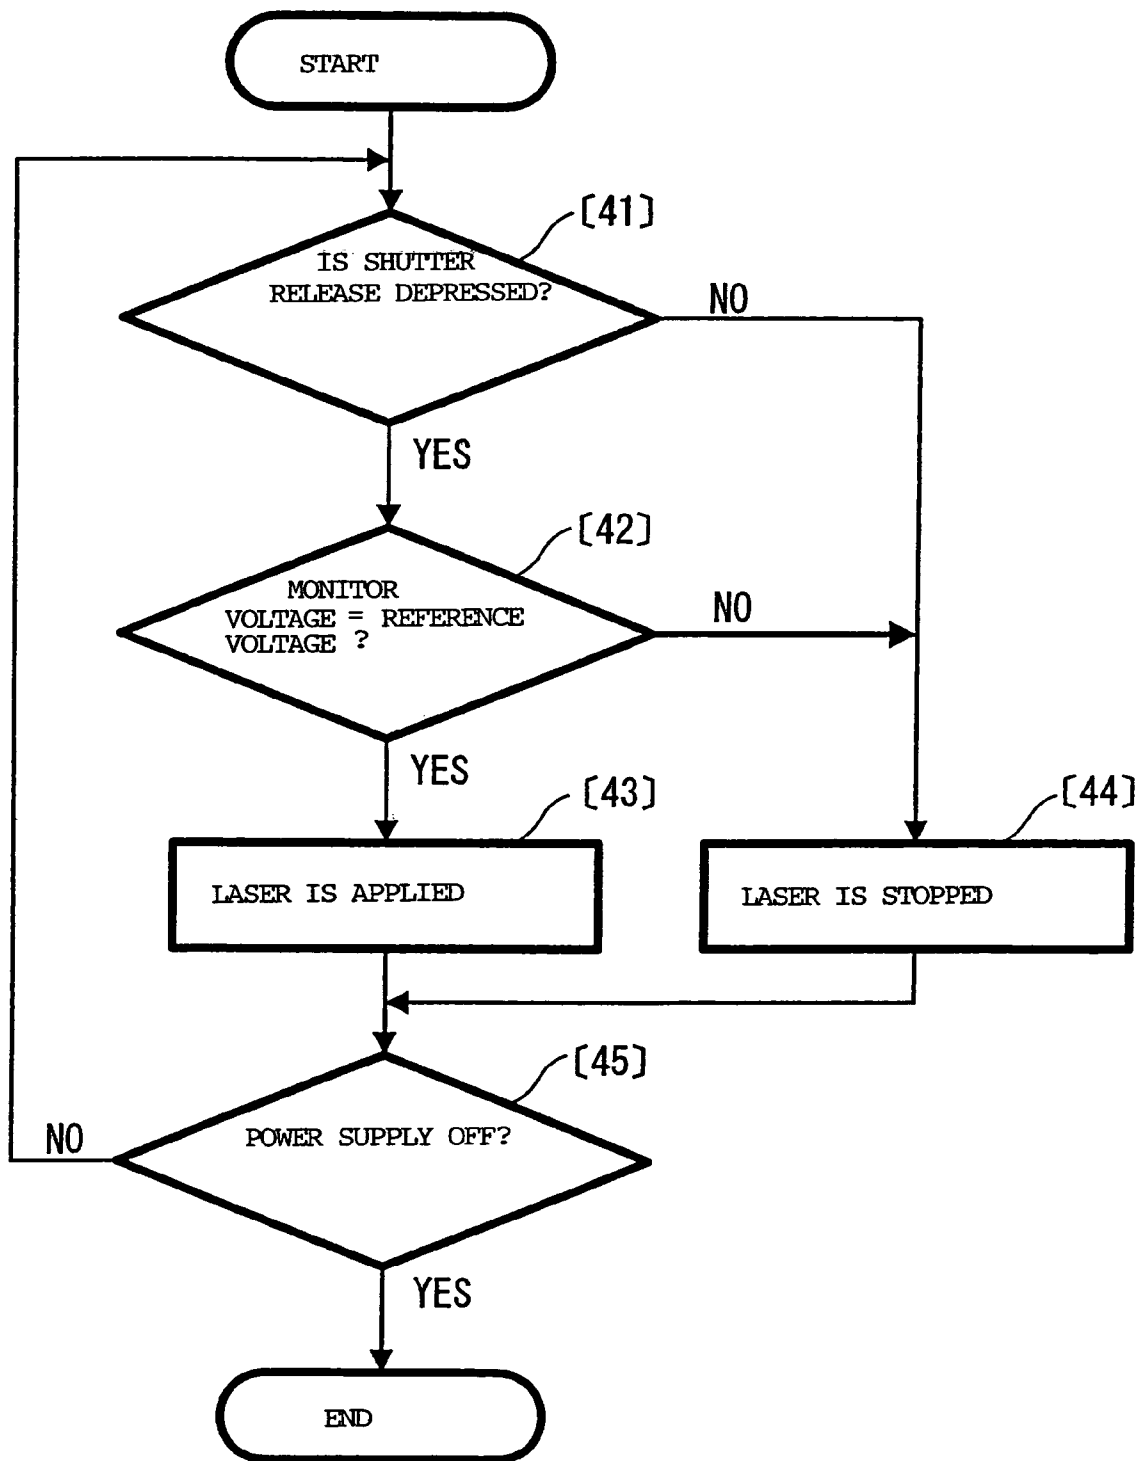 START
[41]
IS SHUTTER
RELEASE DEPRESSED?
NO
YES
[42]
MONITOR
VOLTAGE = REFERENCE
VOLTAGE ?
NO
YES
[43]
[44]
LASER IS APPLIED
LASER IS STOPPED
[45]
POWER SUPPLY OFF?
NO
YES
END